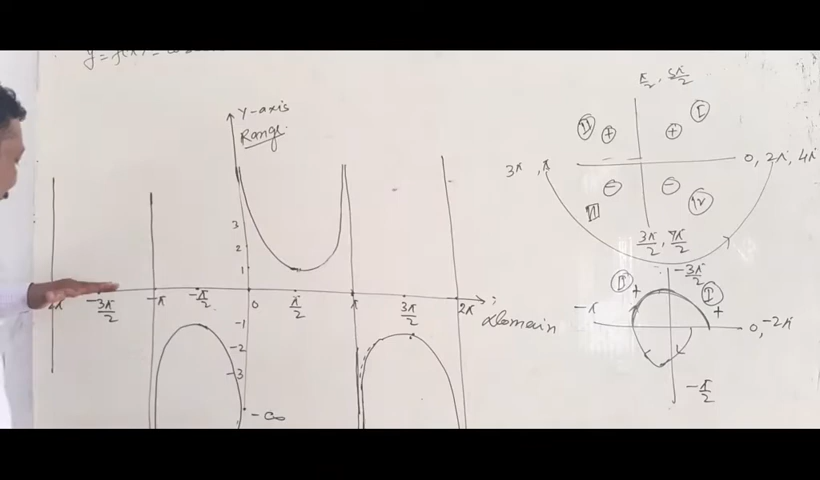 y = f(x) =
Y-axis
Range.
3
2
1
-3π/2 -π -π/2 0 π/2 π 3π/2 2π
Domain
-1
-2
-3
-∞
π/2, 5π/2
II + + I
3π, π 0, 2π, 4π
- - IV
3π/2, 7π/2
-3π/2
II + I +
-π 0, -2π
-π/2